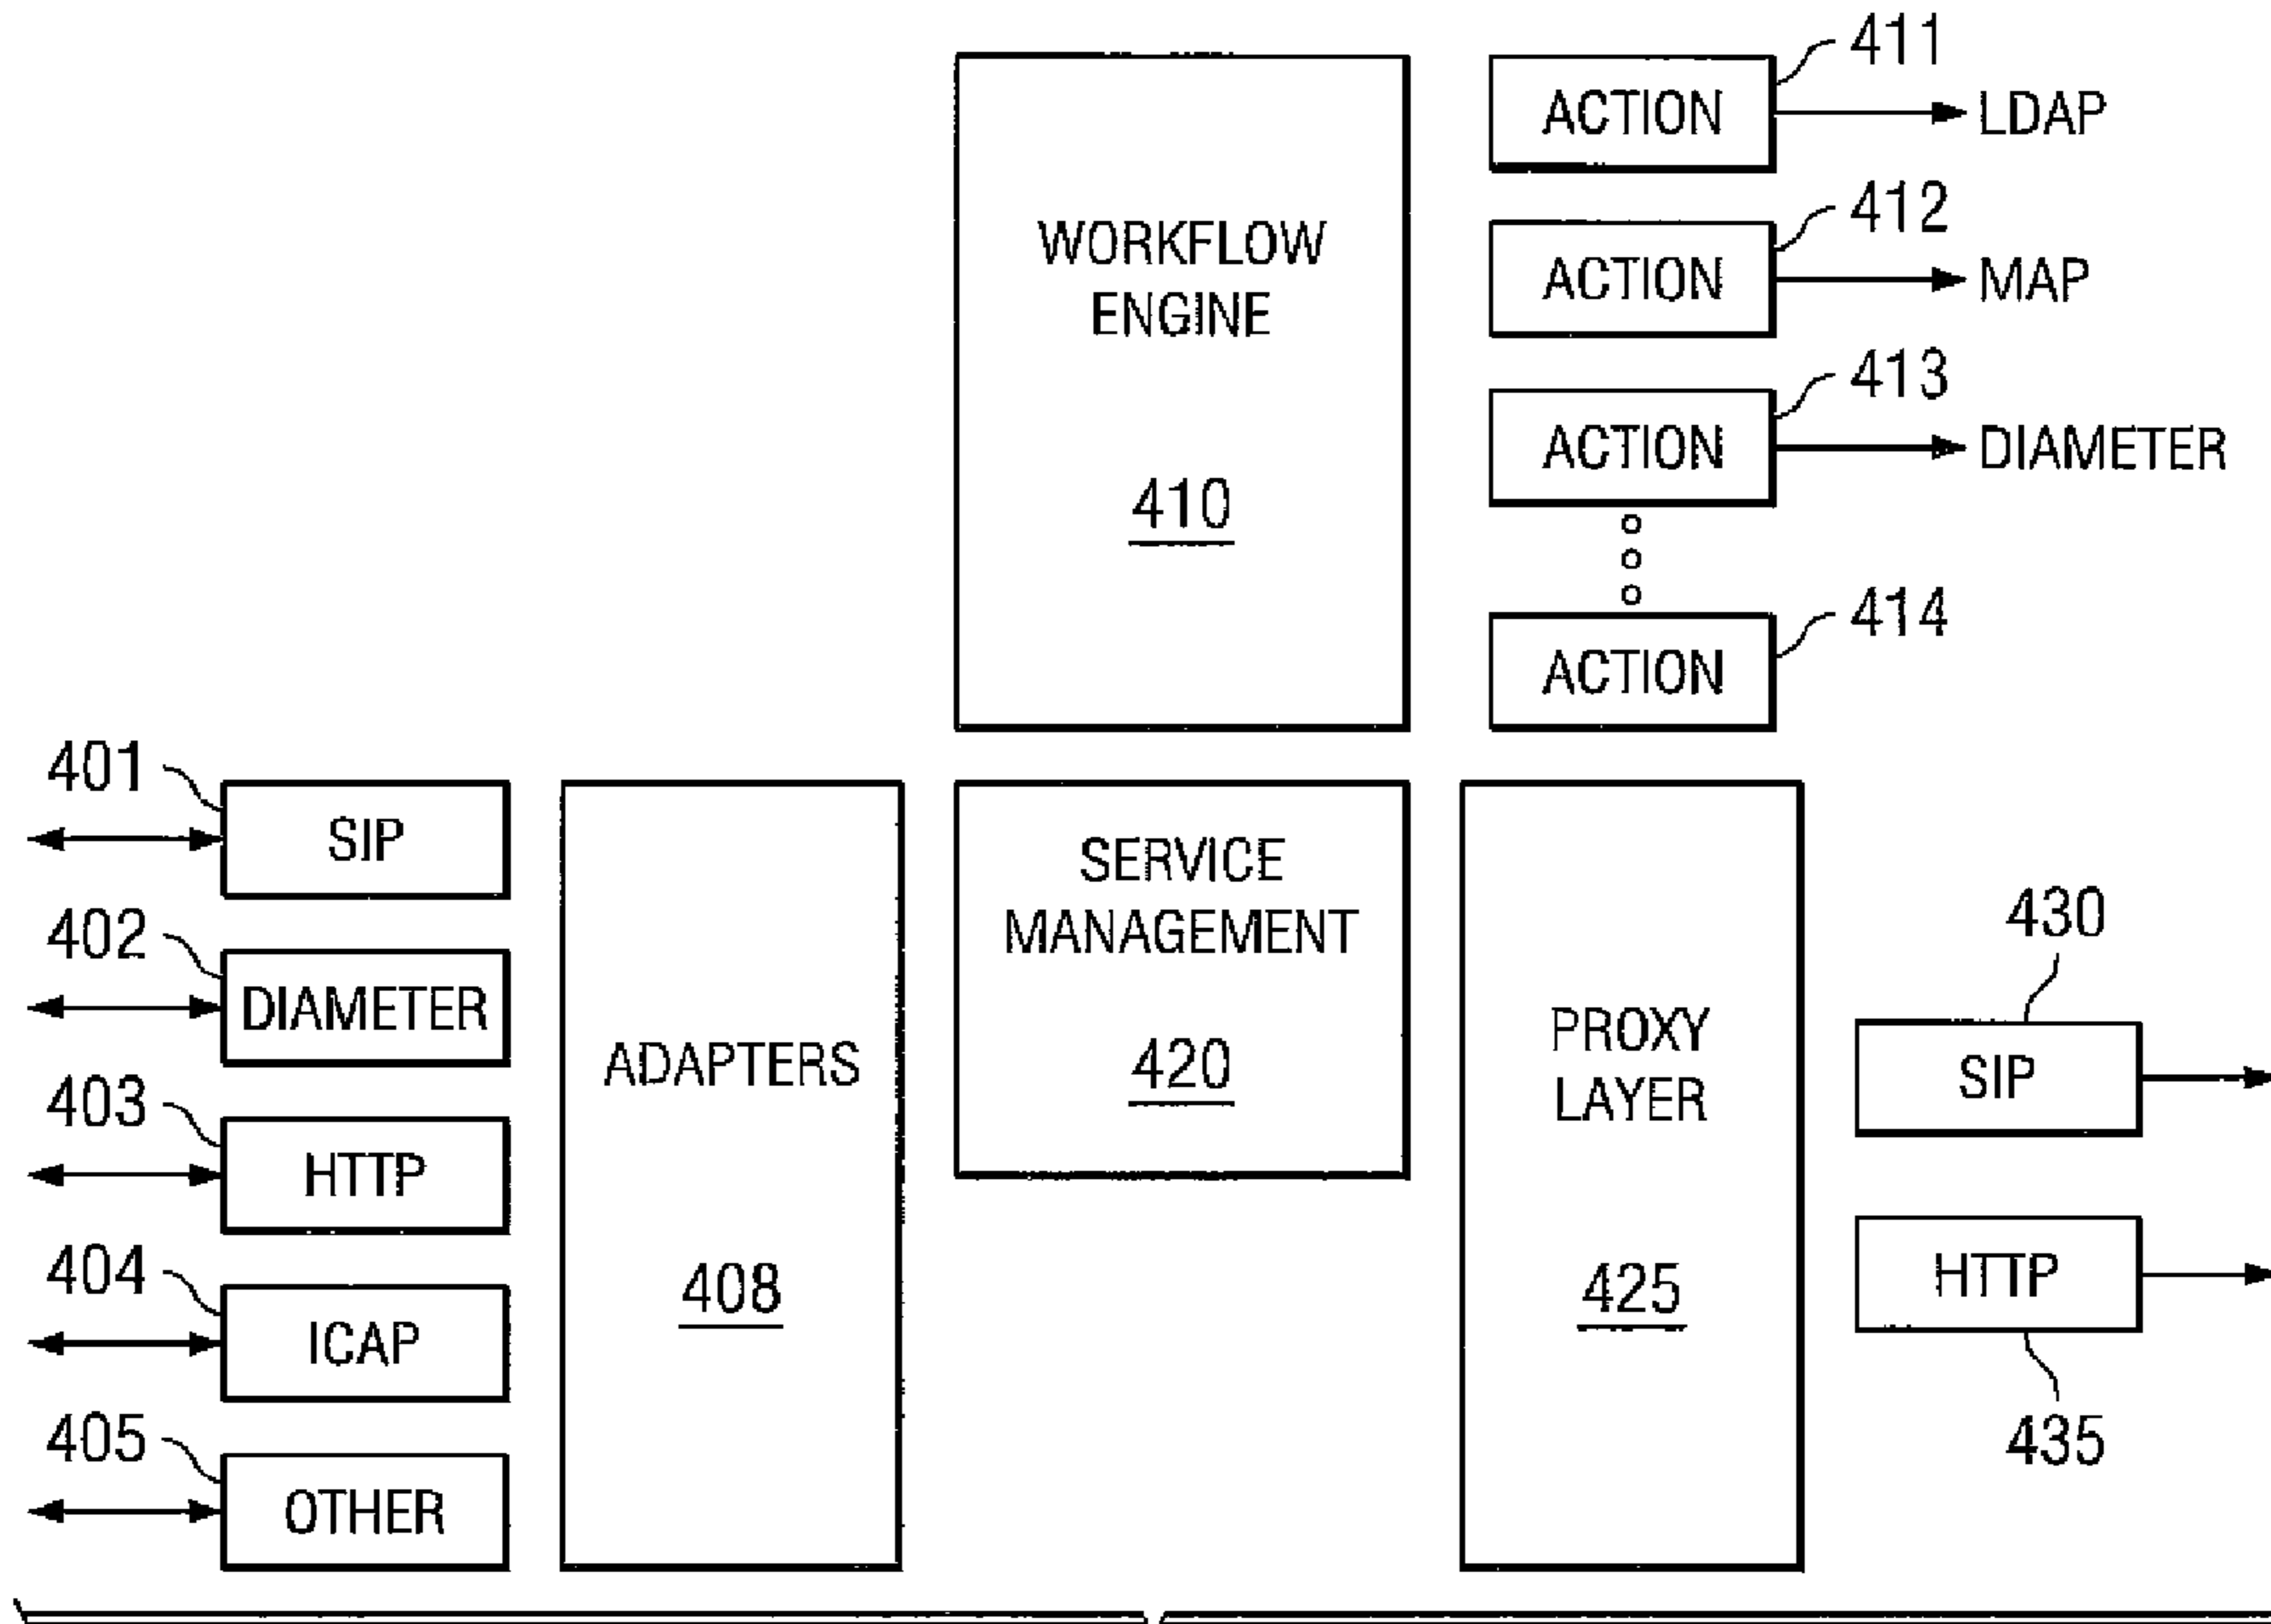 411
ACTION
LDAP
412
ACTION
MAP
413
ACTION
DIAMETER
414
ACTION
WORKFLOW
ENGINE
410
401
SIP
402
DIAMETER
403
HTTP
404
ICAP
405
OTHER
ADAPTERS
408
SERVICE
MANAGEMENT
420
PROXY
LAYER
425
430
SIP
HTTP
435